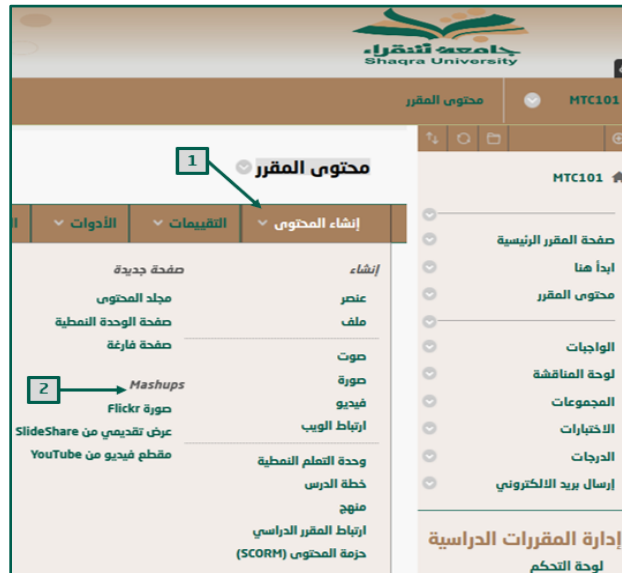 جامعة شقراء
Shaqra University
MTC101
محتوى المقرر
MTC101
صفحة المقرر الرئيسية
ابدأ هنا
محتوى المقرر
الواجبات
لوحة المناقشة
المجموعات
الاختبارات
الدرجات
إرسال بريد الالكتروني
إدارة المقررات الدراسية
لوحة التحكم
1
محتوى المقرر
إنشاء المحتوى
التقييمات
الأدوات
إنشاء
عنصر
ملف
صوت
صورة
فيديو
ارتباط الويب
وحدة التعلم النمطية
خطة الدرس
منهج
ارتباط المقرر الدراسي
حزمة المحتوى (SCORM)
صفحة جديدة
مجلد المحتوى
صفحة الوحدة النمطية
صفحة فارغة
2
Mashups
صورة Flickr
عرض تقديمي من SlideShare
مقطع فيديو من YouTube